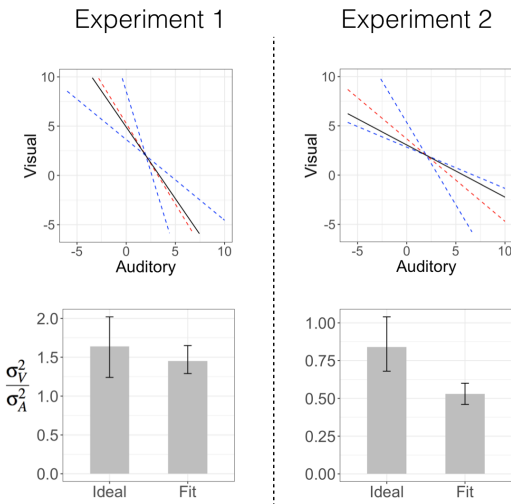 Experiment 1
Experiment 2
10
5
0
-5
Visual
-5 0 5 10
Auditory
10
5
0
-5
Visual
-5 0 5 10
Auditory
2.0
1.5
1.0
0.5
0.0
σ²V
σ²A
Ideal Fit
1.00
0.75
0.50
0.25
0.00
Ideal Fit